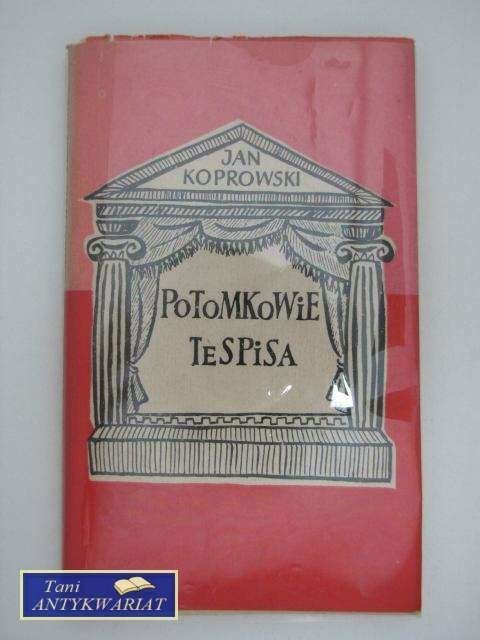 JAN
KOPROWSKI
POTOMKOWiE
TESPiSA
Tani
ANTYKWARIAT